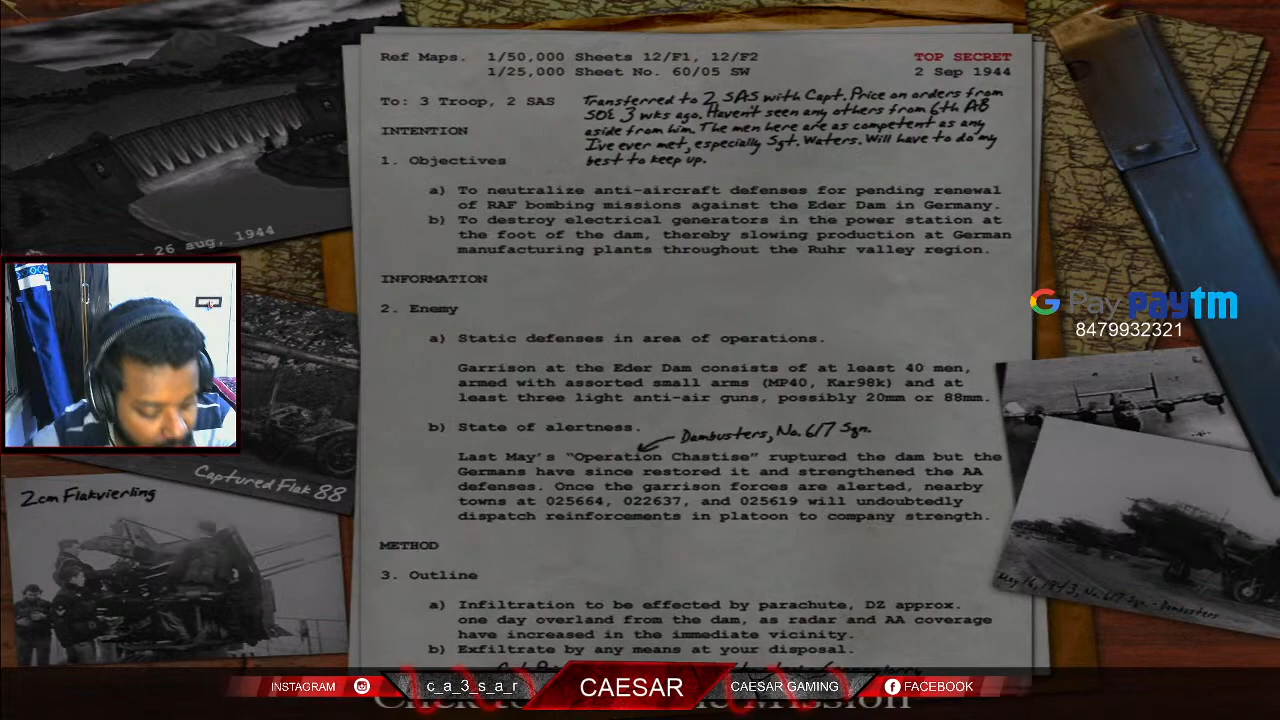 Ref Maps. 1/50,000 Sheets 12/F1, 12/F2
1/25,000 Sheet No. 60/05 SW
TOP SECRET
2 Sep 1944
To: 3 Troop, 2 SAS
Transferred to 2 SAS with Capt. Price on orders from
SOE 3 wks ago. Haven't seen any others from 6th AB
aside from him. The men here are as competent as any
I've ever met, especially Sgt. Waters. Will have to do my
best to keep up.
INTENTION
1. Objectives
a) To neutralize anti-aircraft defenses for pending renewal
of RAF bombing missions against the Eder Dam in Germany.
b) To destroy electrical generators in the power station at
the foot of the dam, thereby slowing production at German
manufacturing plants throughout the Ruhr valley region.
INFORMATION
2. Enemy
a) Static defenses in area of operations.
Garrison at the Eder Dam consists of at least 40 men,
armed with assorted small arms (MP40, Kar98k) and at
least three light anti-air guns, possibly 20mm or 88mm.
b) State of alertness.
Dambusters, No. 617 Sqn.
Last May's "Operation Chastise" ruptured the dam but the
Germans have since restored it and strengthened the AA
defenses. Once the garrison forces are alerted, nearby
towns at 025664, 022637, and 025619 will undoubtedly
dispatch reinforcements in platoon to company strength.
METHOD
3. Outline
a) Infiltration to be effected by parachute, DZ approx.
one day overland from the dam, as radar and AA coverage
have increased in the immediate vicinity.
b) Exfiltrate by any means at your disposal.
26 aug, 1944
Captured Flak 88
2cm Flakvierling
G Pay paytm
8479932321
May 16, 1943, No. 617 Sqn. - Dambusters
INSTAGRAM
c_a_3_s_a_r
CAESAR
CAESAR GAMING
FACEBOOK